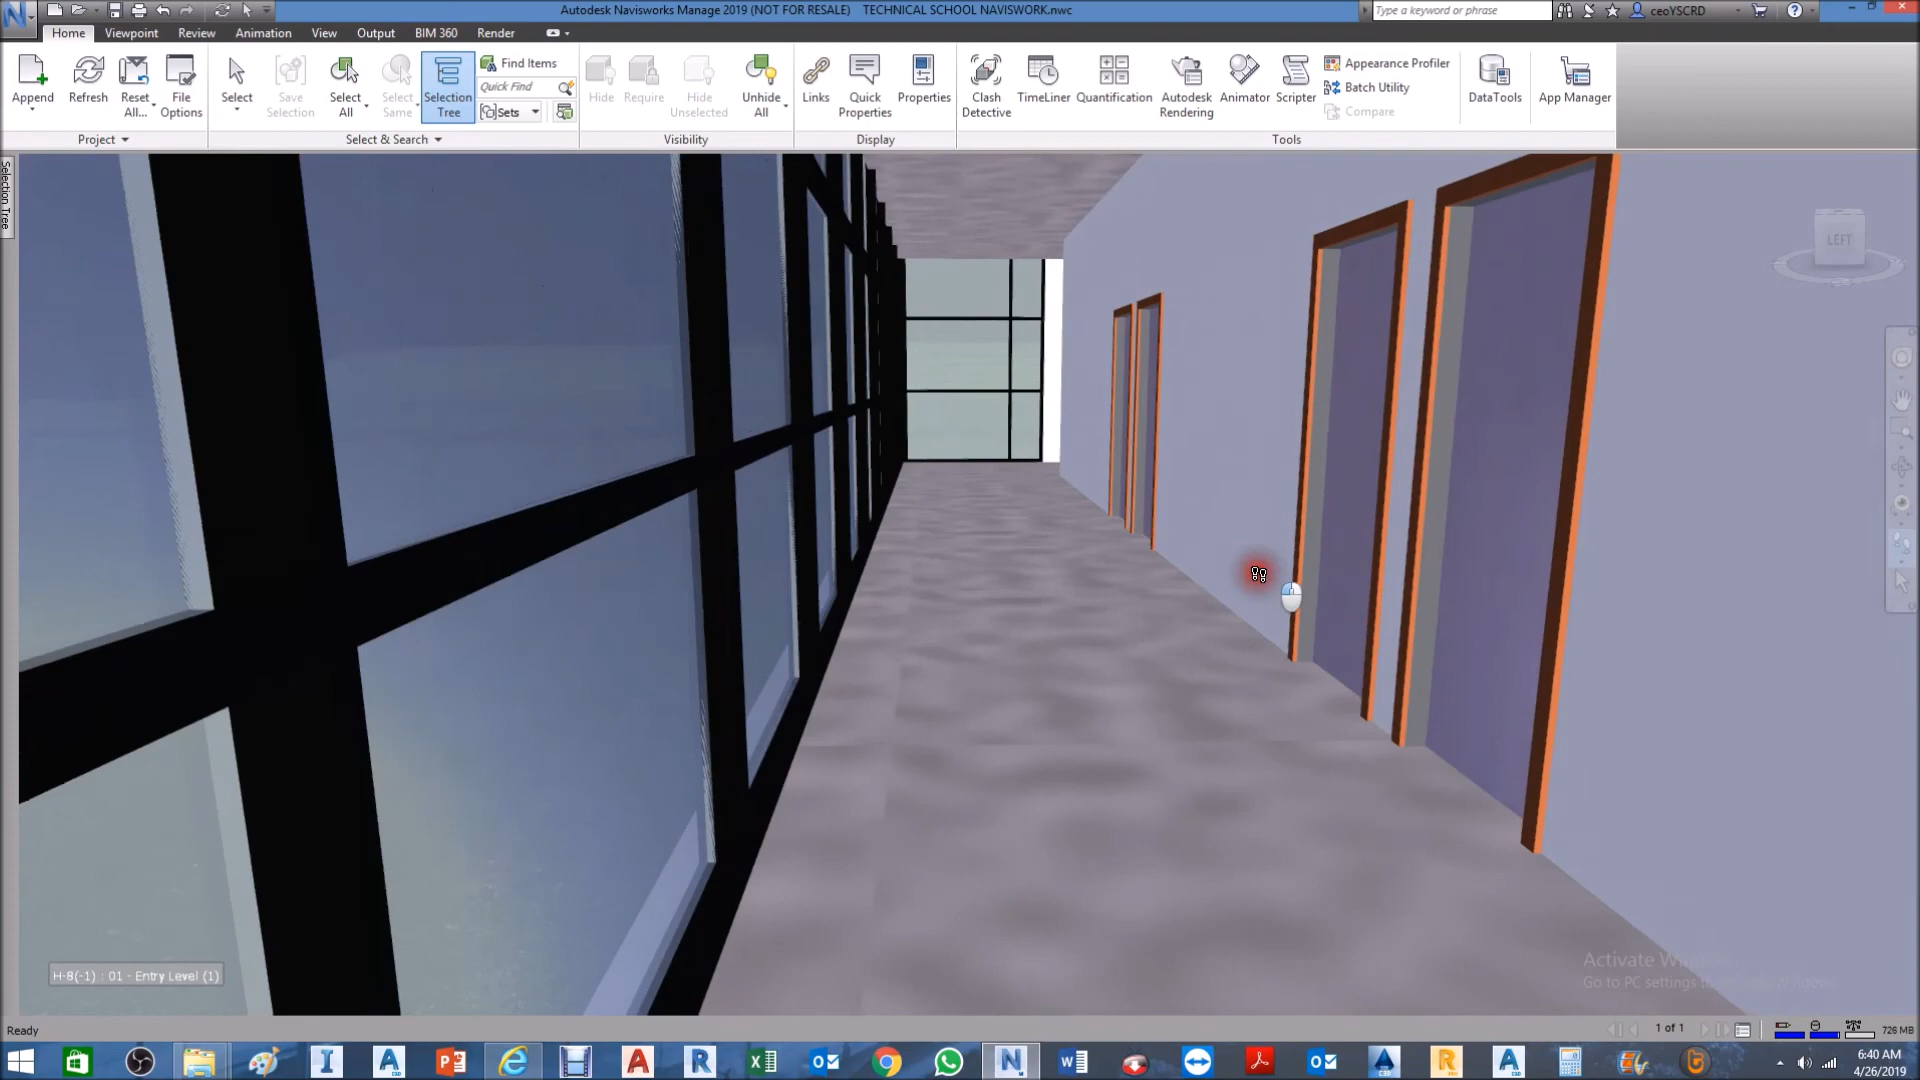 Autodesk Navisworks Manage 2019 (NOT FOR RESALE) TECHNICAL SCHOOL NAVISWORK.nwc
Type a keyword or phrase
ceoYSCRD
Home Viewpoint Review Animation View Output BIM 360 Render
Append
Refresh
Reset All...
File Options
Select
Save Selection
Select All
Select Same
Selection Tree
Find Items
Quick Find
Sets
Hide
Require
Hide Unselected
Unhide All
Links
Quick Properties
Properties
Clash Detective
TimeLiner
Quantification
Autodesk Rendering
Animator
Scripter
Appearance Profiler
Batch Utility
Compare
DataTools
App Manager
Project Select & Search Visibility Display Tools
Selection Tree
LEFT
H-8(-1) : 01 - Entry Level (1)
Activate
Go to PC settings
Ready
1 of 1
726 MB
6:40 AM
4/26/2019